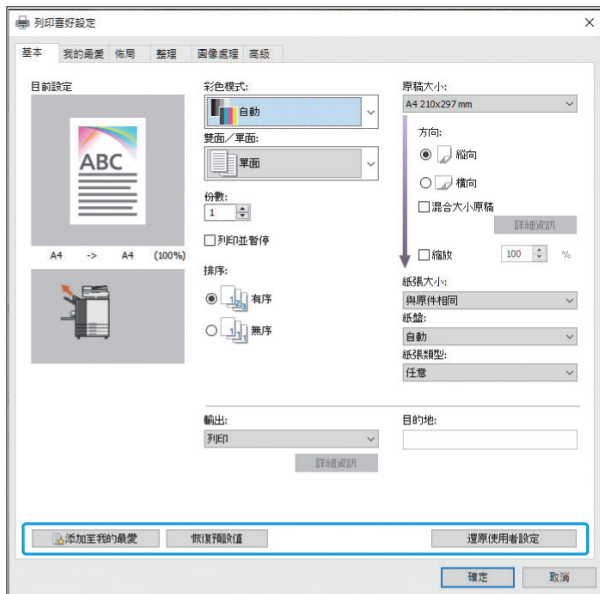 列印喜好設定
基本 我的最愛 佈局 整理 圖像處理 高級
目前設定
ABC
A4 -> A4 (100%)
彩色模式:
自動
雙面／單面:
單面
份數:
1
列印並暫停
排序:
有序
無序
原稿大小:
A4 210x297 mm
方向:
縱向
橫向
混合大小原稿
詳細資訊
縮放 100 %
紙張大小:
與原件相同
紙盤:
自動
紙張類型:
任意
輸出:
列印
詳細資訊
目的地:
添加至我的最愛 恢復預設值 還原使用者設定
確定 取消